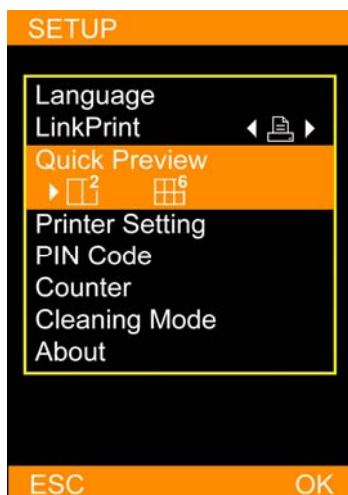 SETUP
Language
LinkPrint
Quick Preview
2 6
Printer Setting
PIN Code
Counter
Cleaning Mode
About
ESC OK